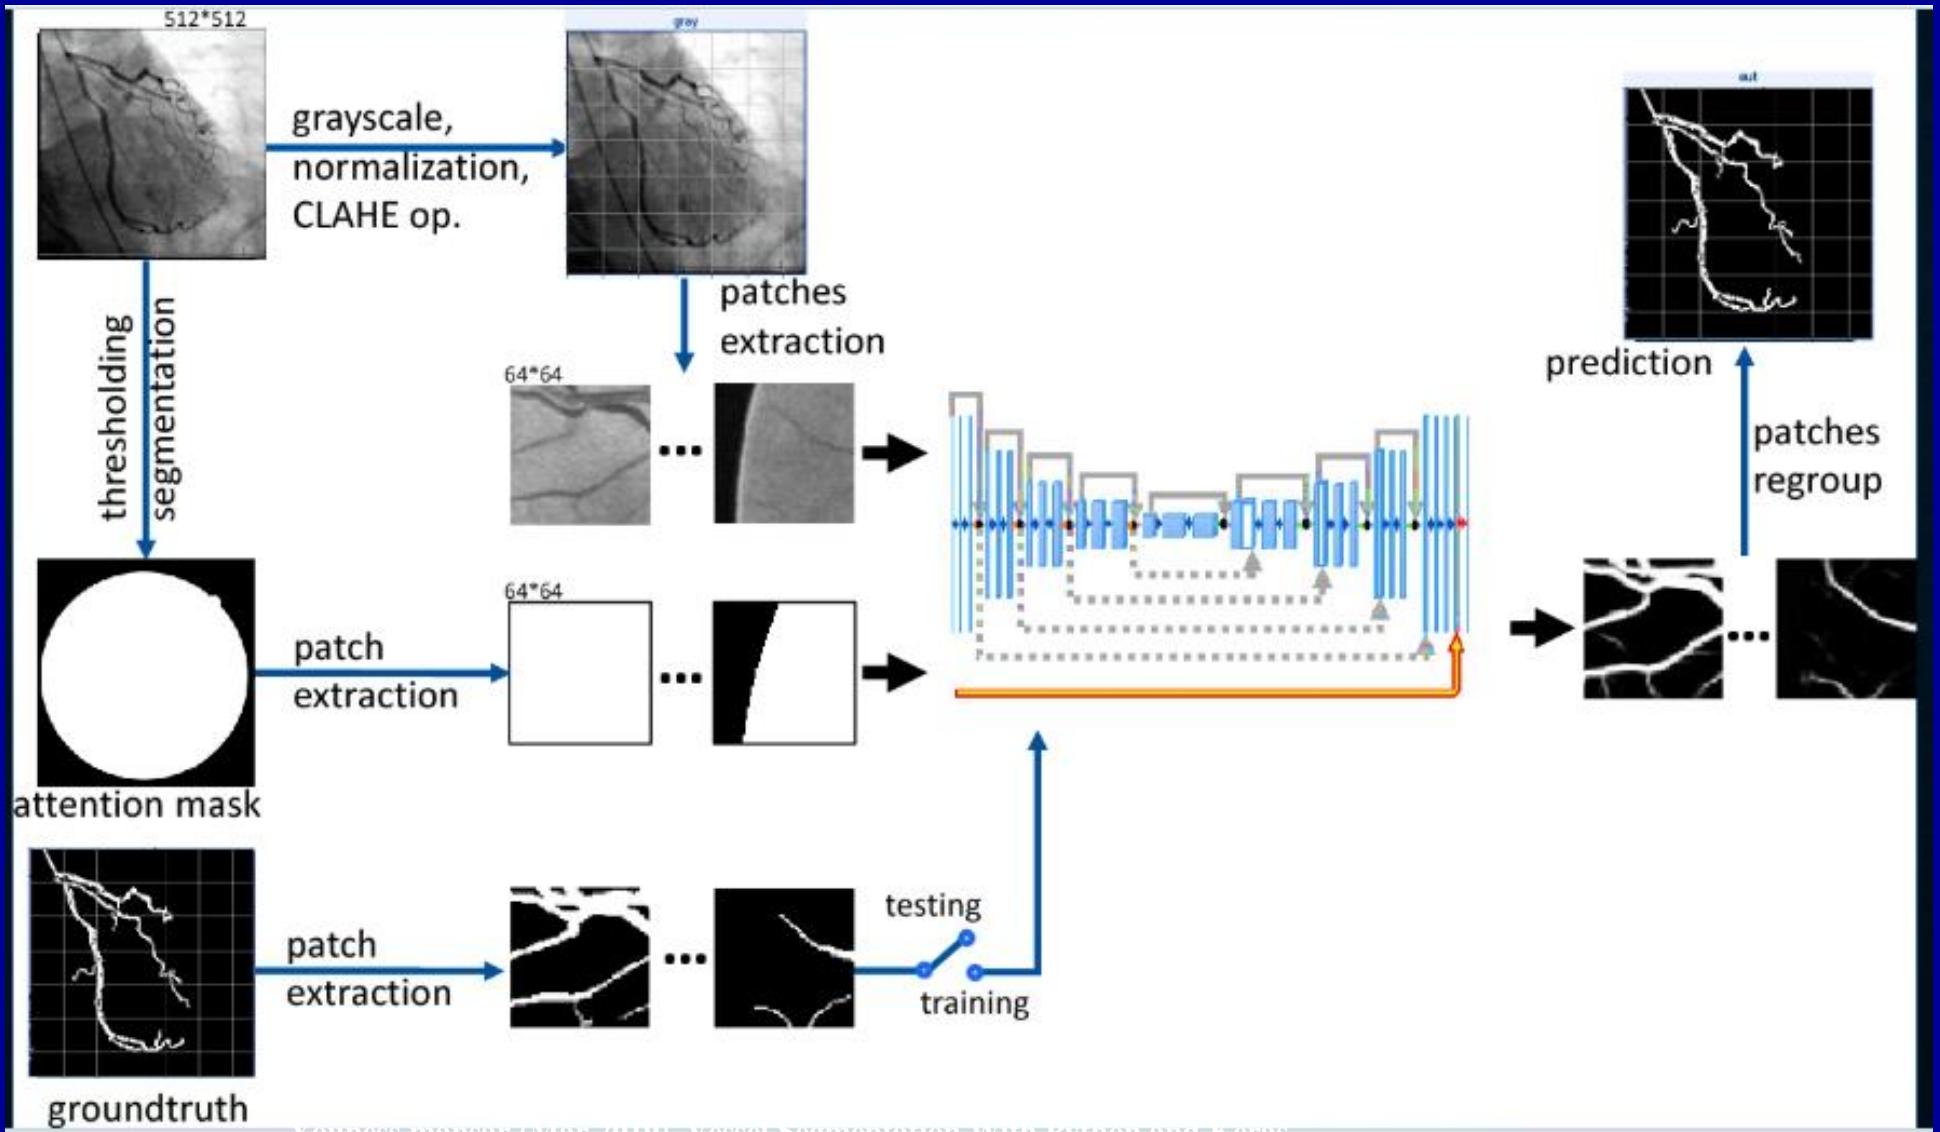 512*512
gray
grayscale,
normalization,
CLAHE op.
out
thresholding
segmentation
patches
extraction
64*64
prediction
patches
regroup
64*64
patch
extraction
attention mask
testing
patch
extraction
training
groundtruth